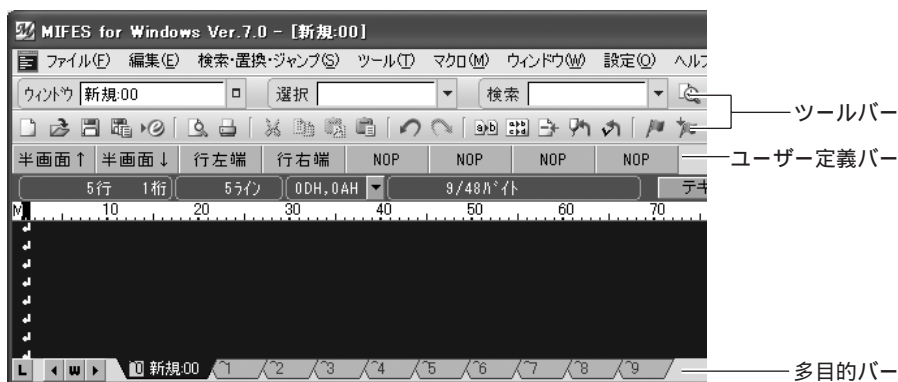 MIFES for Windows Ver.7.0 - [新規:00]
ファイル(F) 編集(E) 検索・置換・ジャンプ(S) ツール(T) マクロ(M) ウィンドウ(W) 設定(O) ヘルプ
ウィンドウ 新規:00 選択 検索
ツールバー
半画面↑ 半画面↓ 行左端 行右端 NOP NOP NOP NOP
ユーザー定義バー
5行 1桁 5ライン 0DH,0AH 9/48バイト テキ
10 20 30 40 50 60 70
L W 0 新規:00 ^1 ^2 ^3 ^4 ^5 ^6 ^7 ^8 ^9
多目的バー